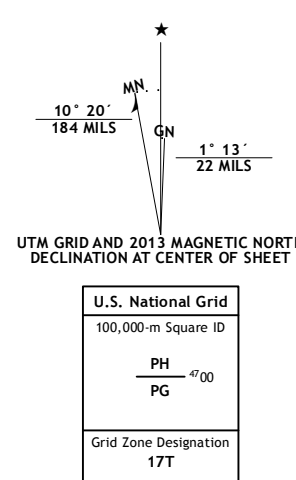 ★
MN
10° 20´
184 MILS
GN
1° 13´
22 MILS
UTM GRID AND 2013 MAGNETIC NORTH
DECLINATION AT CENTER OF SHEET
U.S. National Grid
100,000-m Square ID
PH
4700
PG
Grid Zone Designation
17T